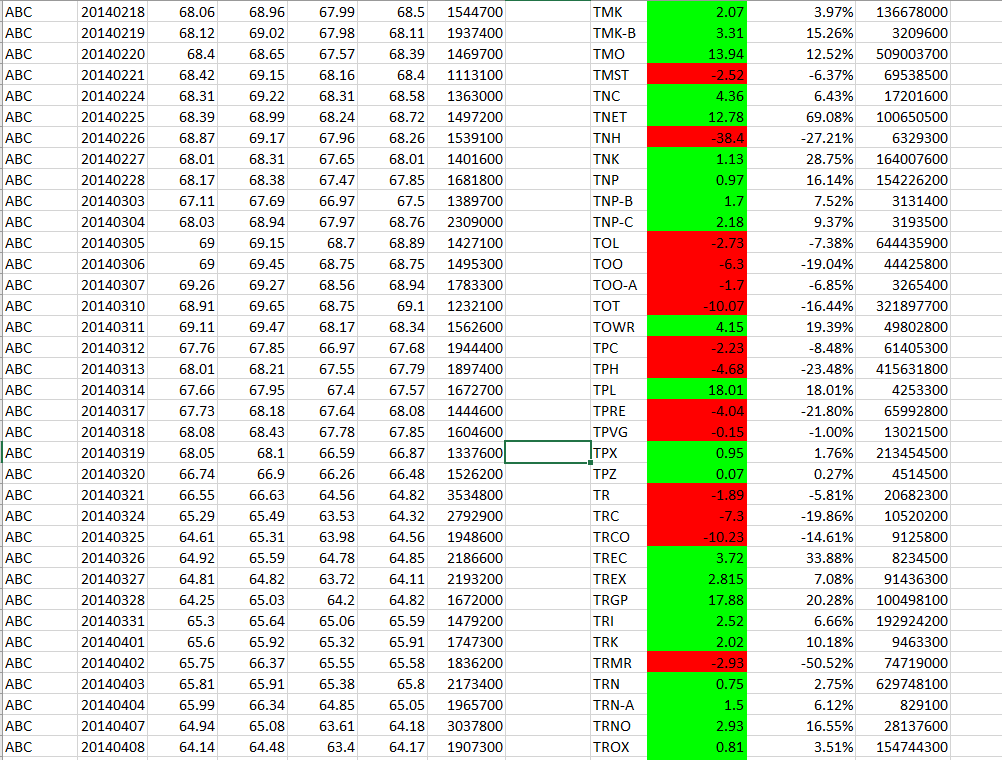 ABC 20140218 68.06 68.96 67.99 68.5 1544700 TMK 2.07 3.97% 136678000
ABC 20140219 68.12 69.02 67.98 68.11 1937400 TMK-B 3.31 15.26% 3209600
ABC 20140220 68.4 68.65 67.57 68.39 1469700 TMO 13.94 12.52% 509003700
ABC 20140221 68.42 69.15 68.16 68.4 1113100 TMST -2.52 -6.37% 69538500
ABC 20140224 68.31 69.22 68.31 68.58 1363000 TNC 4.36 6.43% 17201600
ABC 20140225 68.39 68.99 68.24 68.72 1497200 TNET 12.78 69.08% 100650500
ABC 20140226 68.87 69.17 67.96 68.26 1539100 TNH -38.4 -27.21% 6329300
ABC 20140227 68.01 68.31 67.65 68.01 1401600 TNK 1.13 28.75% 164007600
ABC 20140228 68.17 68.38 67.47 67.85 1681800 TNP 0.97 16.14% 154226200
ABC 20140303 67.11 67.69 66.97 67.5 1389700 TNP-B 1.7 7.52% 3131400
ABC 20140304 68.03 68.94 67.97 68.76 2309000 TNP-C 2.18 9.37% 3193500
ABC 20140305 69 69.15 68.7 68.89 1427100 TOL -2.73 -7.38% 644435900
ABC 20140306 69 69.45 68.75 68.75 1495300 TOO -6.3 -19.04% 44425800
ABC 20140307 69.26 69.27 68.56 68.94 1783300 TOO-A -1.7 -6.85% 3265400
ABC 20140310 68.91 69.65 68.75 69.1 1232100 TOT -10.07 -16.44% 321897700
ABC 20140311 69.11 69.47 68.17 68.34 1562600 TOWR 4.15 19.39% 49802800
ABC 20140312 67.76 67.85 66.97 67.68 1944400 TPC -2.23 -8.48% 61405300
ABC 20140313 68.01 68.21 67.55 67.79 1897400 TPH -4.68 -23.48% 415631800
ABC 20140314 67.66 67.95 67.4 67.57 1672700 TPL 18.01 18.01% 4253300
ABC 20140317 67.73 68.18 67.64 68.08 1444600 TPRE -4.04 -21.80% 65992800
ABC 20140318 68.08 68.43 67.78 67.85 1604600 TPVG -0.15 -1.00% 13021500
ABC 20140319 68.05 68.1 66.59 66.87 1337600 TPX 0.95 1.76% 213454500
ABC 20140320 66.74 66.9 66.26 66.48 1526200 TPZ 0.07 0.27% 4514500
ABC 20140321 66.55 66.63 64.56 64.82 3534800 TR -1.89 -5.81% 20682300
ABC 20140324 65.29 65.49 63.53 64.32 2792900 TRC -7.3 -19.86% 10520200
ABC 20140325 64.61 65.31 63.98 64.56 1948600 TRCO -10.23 -14.61% 9125800
ABC 20140326 64.92 65.59 64.78 64.85 2186600 TREC 3.72 33.88% 8234500
ABC 20140327 64.81 64.82 63.72 64.11 2193200 TREX 2.815 7.08% 91436300
ABC 20140328 64.25 65.03 64.2 64.82 1672000 TRGP 17.88 20.28% 100498100
ABC 20140331 65.3 65.64 65.06 65.59 1479200 TRI 2.52 6.66% 192924200
ABC 20140401 65.6 65.92 65.32 65.91 1747300 TRK 2.02 10.18% 9463300
ABC 20140402 65.75 66.37 65.55 65.58 1836200 TRMR -2.93 -50.52% 74719000
ABC 20140403 65.81 65.91 65.38 65.8 2173400 TRN 0.75 2.75% 629748100
ABC 20140404 65.99 66.34 64.85 65.05 1965700 TRN-A 1.5 6.12% 829100
ABC 20140407 64.94 65.08 63.61 64.18 3037800 TRNO 2.93 16.55% 28137600
ABC 20140408 64.14 64.48 63.4 64.17 1907300 TROX 0.81 3.51% 154744300